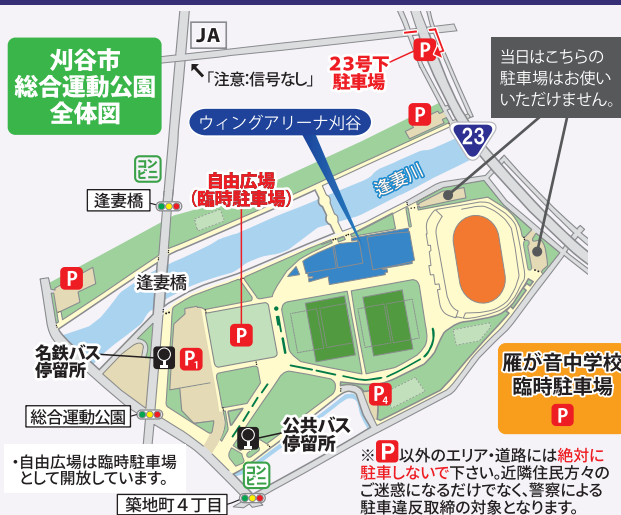 JA
刈谷市
総合運動公園
全体図
「注意:信号なし」
23号下
駐車場
P
当日はこちらの
駐車場はお使い
いただけません。
P
ウィングアリーナ刈谷
23
コン
ビニ
自由広場
(臨時駐車場)
逢妻川
逢妻橋
P
逢妻橋
P
名鉄バス
停留所
P1
雁が音中学校
臨時駐車場
P
P4
総合運動公園
公共バス
停留所
・自由広場は臨時駐車場
として開放しています。
コン
ビニ
築地町4丁目
※P以外のエリア・道路には絶対に
駐車しないで下さい。近隣住民方々の
ご迷惑になるだけでなく、警察による
駐車違反取締の対象となります。